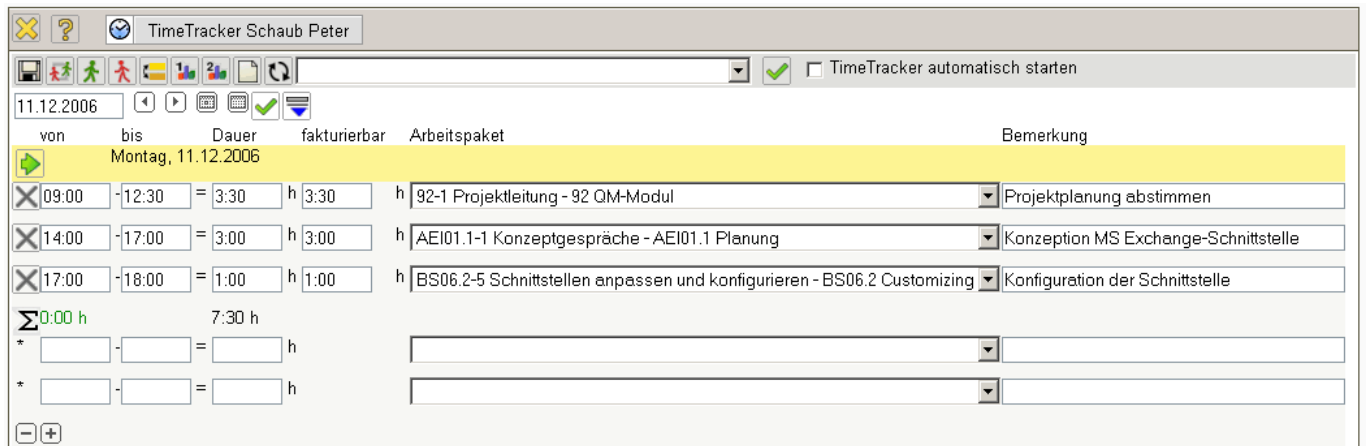 TimeTracker Schaub Peter
TimeTracker automatisch starten
11.12.2006
von bis Dauer fakturierbar Arbeitspaket Bemerkung
Montag, 11.12.2006
09:00 - 12:30 = 3:30 h 3:30 h 92-1 Projektleitung - 92 QM-Modul Projektplanung abstimmen
14:00 - 17:00 = 3:00 h 3:00 h AEI01.1-1 Konzeptgespräche - AEI01.1 Planung Konzeption MS Exchange-Schnittstelle
17:00 - 18:00 = 1:00 h 1:00 h BS06.2-5 Schnittstellen anpassen und konfigurieren - BS06.2 Customizing Konfiguration der Schnittstelle
Σ 0:00 h 7:30 h
* - = h
* - = h